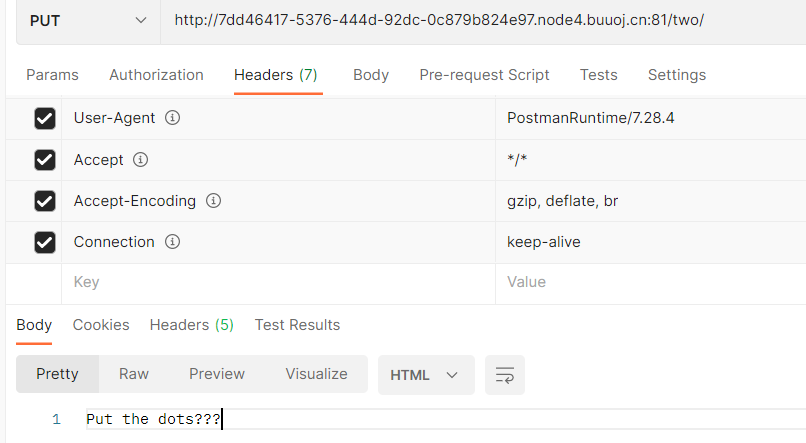 PUT http://7dd46417-5376-444d-92dc-0c879b824e97.node4.buuoj.cn:81/two/
Params Authorization Headers (7) Body Pre-request Script Tests Settings
User-Agent PostmanRuntime/7.28.4
Accept */*
Accept-Encoding gzip, deflate, br
Connection keep-alive
Key Value
Body Cookies Headers (5) Test Results
Pretty Raw Preview Visualize HTML
1 Put the dots???